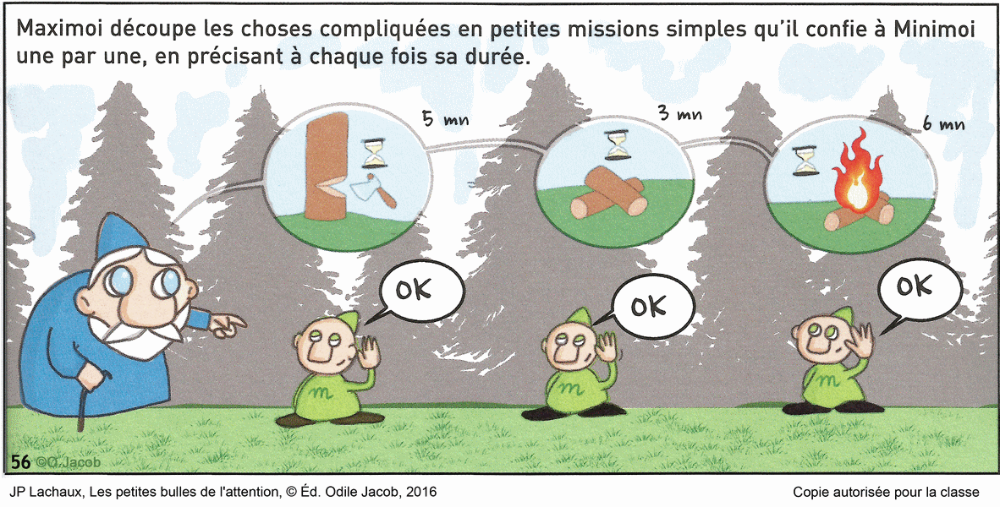 Maximoi découpe les choses compliquées en petites missions simples qu'il confie à Minimoi
une par une, en précisant à chaque fois sa durée.
5 mn
3 mn
6 mn
OK
OK
OK
m
m
m
56 ©O.Jacob
JP Lachaux, Les petites bulles de l'attention, © Éd. Odile Jacob, 2016
Copie autorisée pour la classe